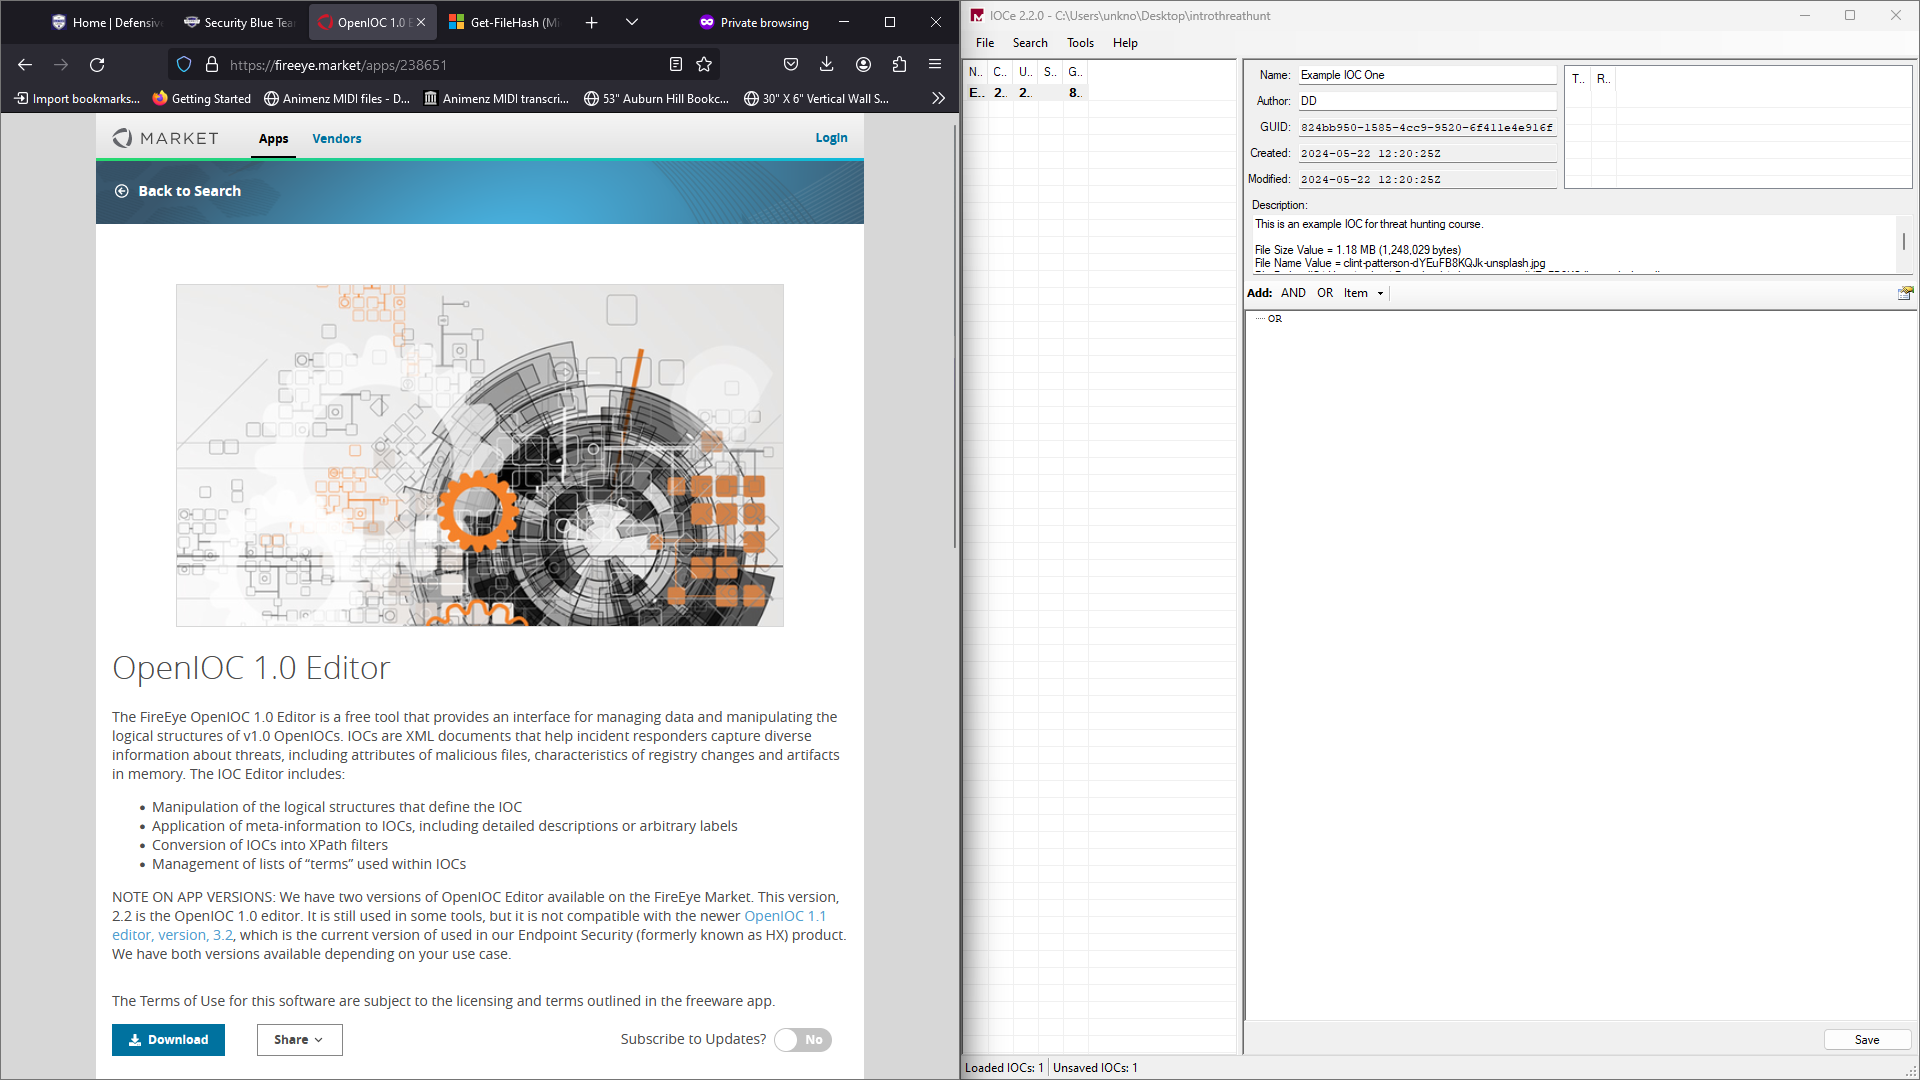 Home | Defensive
Security Blue Tea
OpenIOC 1.0 E
Get-FileHash (Mi
Private browsing
https://fireeye.market/apps/238651
Import bookmarks...
Getting Started
Animenz MIDI files - D...
Animenz MIDI transcri...
53" Auburn Hill Bookc...
30" X 6" Vertical Wall S...
MARKET
Apps
Vendors
Login
Back to Search
OpenIOC 1.0 Editor
The FireEye OpenIOC 1.0 Editor is a free tool that provides an interface for managing data and manipulating the
logical structures of v1.0 OpenIOCs. IOCs are XML documents that help incident responders capture diverse
information about threats, including attributes of malicious files, characteristics of registry changes and artifacts
in memory. The IOC Editor includes:
• Manipulation of the logical structures that define the IOC
• Application of meta-information to IOCs, including detailed descriptions or arbitrary labels
• Conversion of IOCs into XPath filters
• Management of lists of “terms” used within IOCs
NOTE ON APP VERSIONS: We have two versions of OpenIOC Editor available on the FireEye Market. This version,
2.2 is the OpenIOC 1.0 editor. It is still used in some tools, but it is not compatible with the newer OpenIOC 1.1
editor, version, 3.2, which is the current version of used in our Endpoint Security (formerly known as HX) product.
We have both versions available depending on your use case.
The Terms of Use for this software are subject to the licensing and terms outlined in the freeware app.
Download
Share
Subscribe to Updates?
No
IOCe 2.2.0 - C:\Users\unkno\Desktop\introthreathunt
File Search Tools Help
N.. C.. U.. S.. G..
E.. 2.. 2.. 8..
Name: Example IOC One
Author: DD
GUID: 824bb950-1585-4cc9-9520-6f411e4e916f
Created: 2024-05-22 12:20:25Z
Modified: 2024-05-22 12:20:25Z
T.. R..
Description:
This is an example IOC for threat hunting course.
File Size Value = 1.18 MB (1,248,029 bytes)
File Name Value = clint-patterson-dYEuFB8KQJk-unsplash.jpg
Add: AND OR Item
OR
Save
Loaded IOCs: 1
Unsaved IOCs: 1